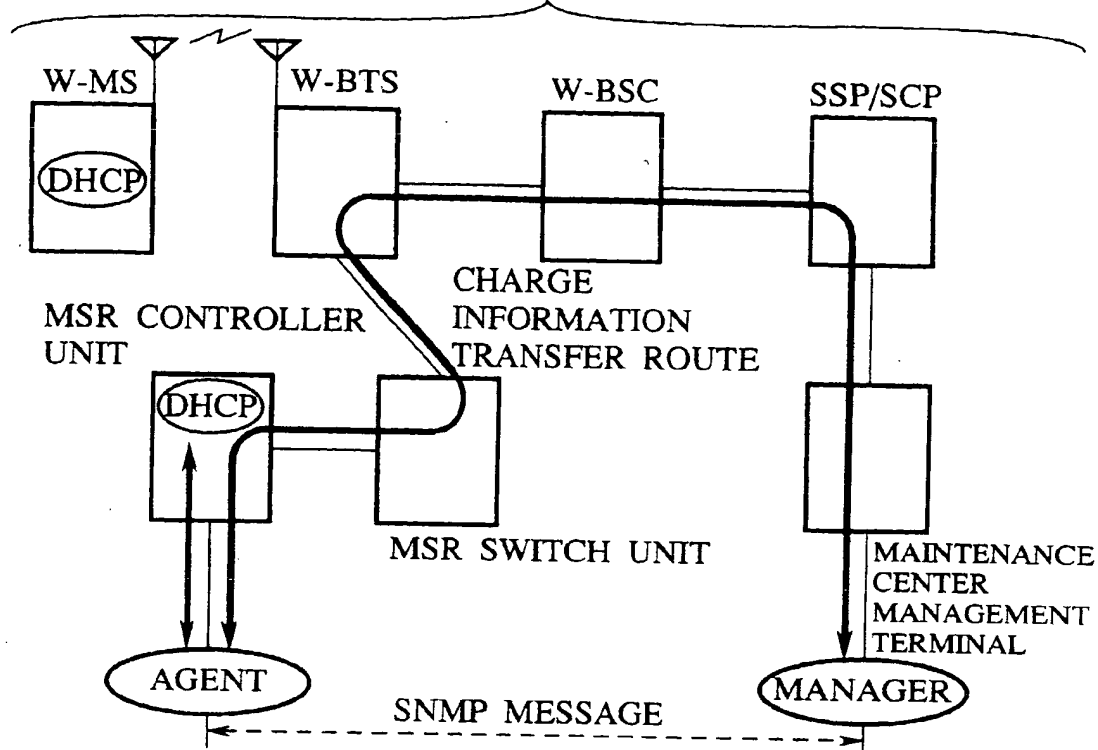 W-MS
W-BTS
W-BSC
SSP/SCP
DHCP
CHARGE
INFORMATION
TRANSFER ROUTE
MSR CONTROLLER
UNIT
DHCP
MSR SWITCH UNIT
MAINTENANCE
CENTER
MANAGEMENT
TERMINAL
AGENT
MANAGER
SNMP MESSAGE